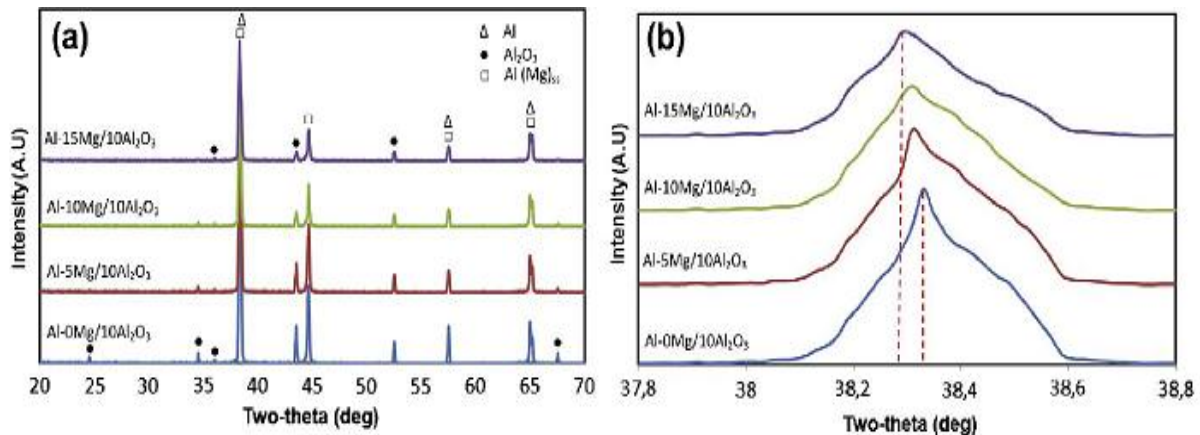 (a)
Δ Al
● Al₂O₃
□ Al (Mg)ss
Al-15Mg/10Al₂O₃
Al-10Mg/10Al₂O₃
Al-5Mg/10Al₂O₃
Al-0Mg/10Al₂O₃
Intensity (A.U)
20 25 30 35 40 45 50 55 60 65 70
Two-theta (deg)
(b)
Al-15Mg/10Al₂O₃
Al-10Mg/10Al₂O₃
Al-5Mg/10Al₂O₃
Al-0Mg/10Al₂O₃
Intensity (A.U)
37,8 38 38,2 38,4 38,6 38,8
Two-theta (deg)